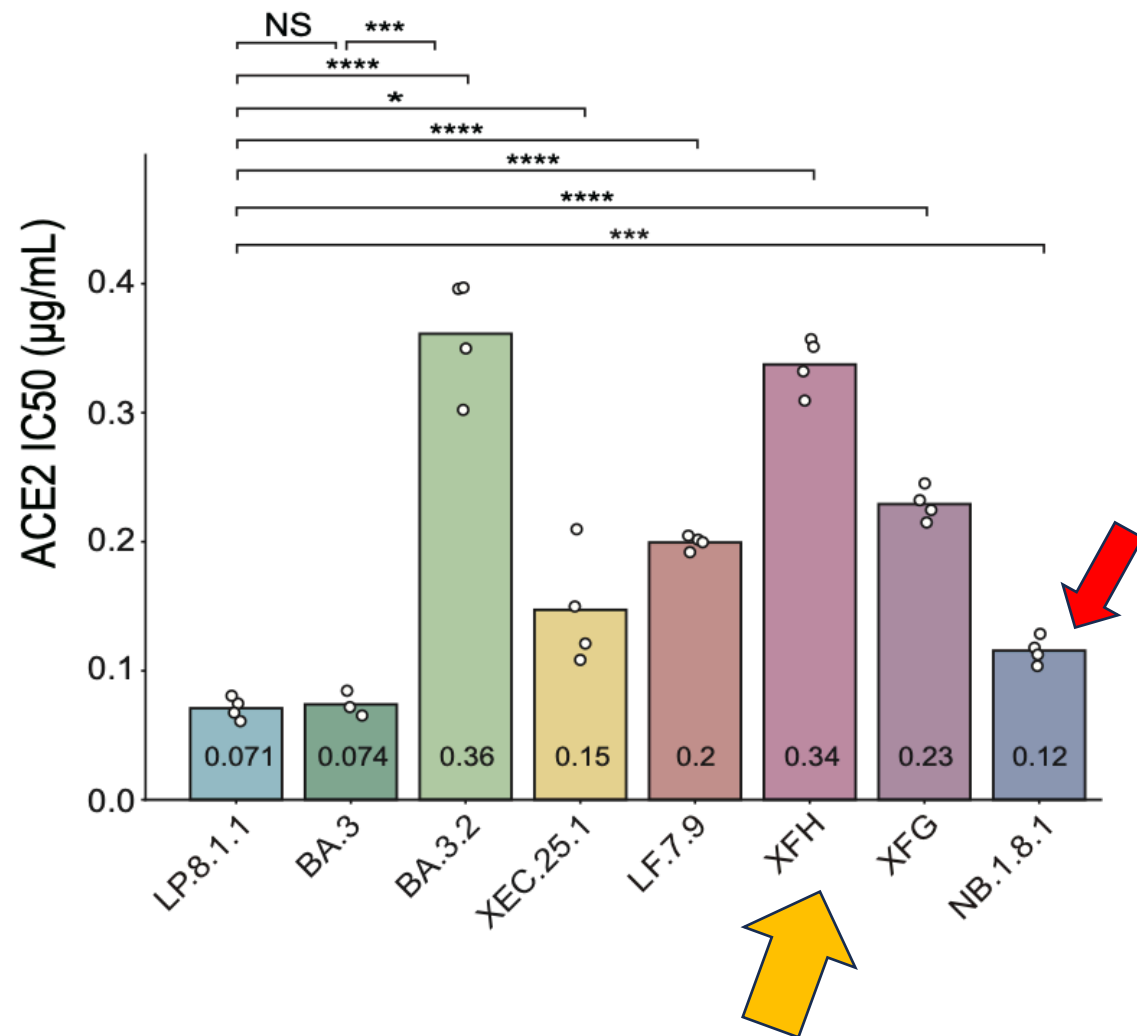 NS
***
****
*
****
****
****
***
ACE2 IC50 (µg/mL)
0.4
0.3
0.2
0.1
0.0
0.071
0.074
0.36
0.15
0.2
0.34
0.23
0.12
LP.8.1.1
BA.3
BA.3.2
XEC.25.1
LF.7.9
XFH
XFG
NB.1.8.1